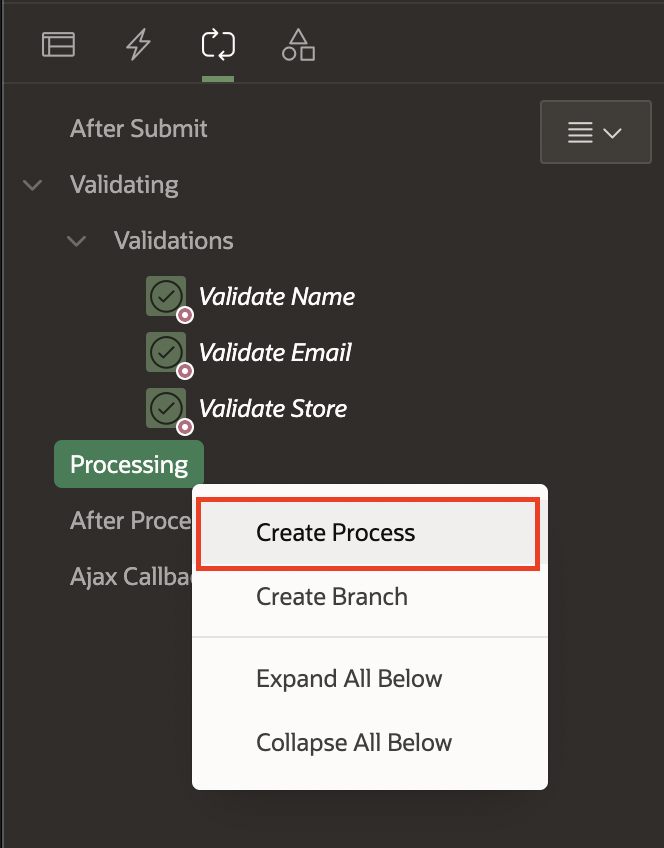 After Submit
Validating
Validations
Validate Name
Validate Email
Validate Store
Processing
After Proce
Create Process
Ajax Callba
Create Branch
Expand All Below
Collapse All Below